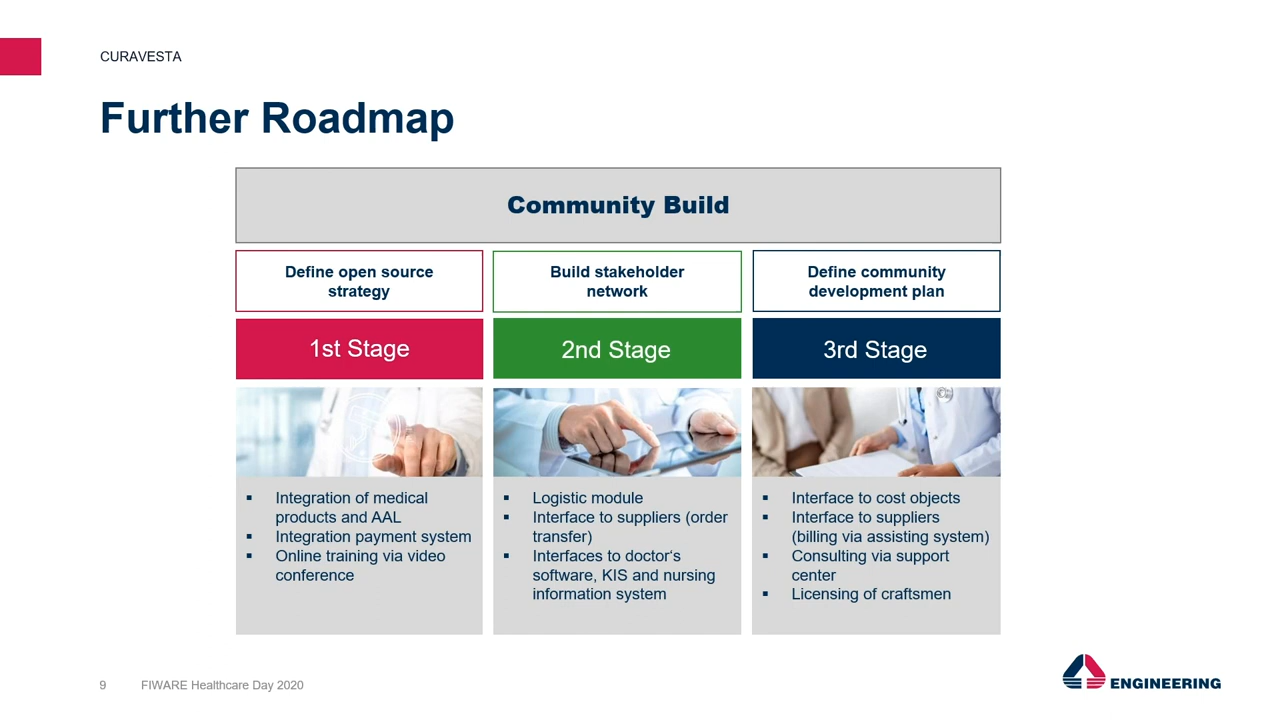 CURAVESTA
Further Roadmap
Community Build
Define open source
strategy
Build stakeholder
network
Define community
development plan
1st Stage
2nd Stage
3rd Stage
▪ Integration of medical
products and AAL
▪ Integration payment system
▪ Online training via video
conference
▪ Logistic module
▪ Interface to suppliers (order
transfer)
▪ Interfaces to doctor‘s
software, KIS and nursing
information system
▪ Interface to cost objects
▪ Interface to suppliers
(billing via assisting system)
▪ Consulting via support
center
▪ Licensing of craftsmen
9 FIWARE Healthcare Day 2020
ENGINEERING